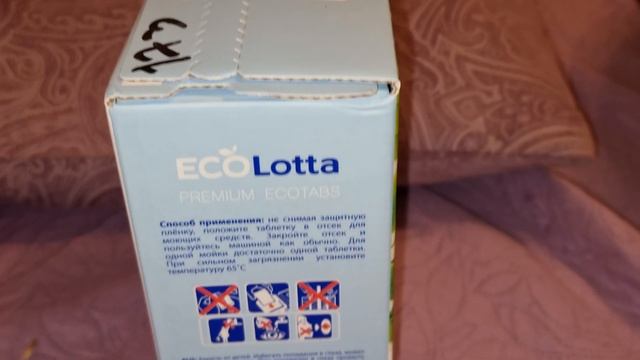 ECOLotta
PREMIUM ECOTABS
Способ применения: не снимая защитную
плёнку, положите таблетку в отсек для
моющих средств. Закройте отсек и
пользуйтесь машиной как обычно. Для
одной мойки достаточно одной таблетки.
При сильном загрязнении установите
температуру 65°С